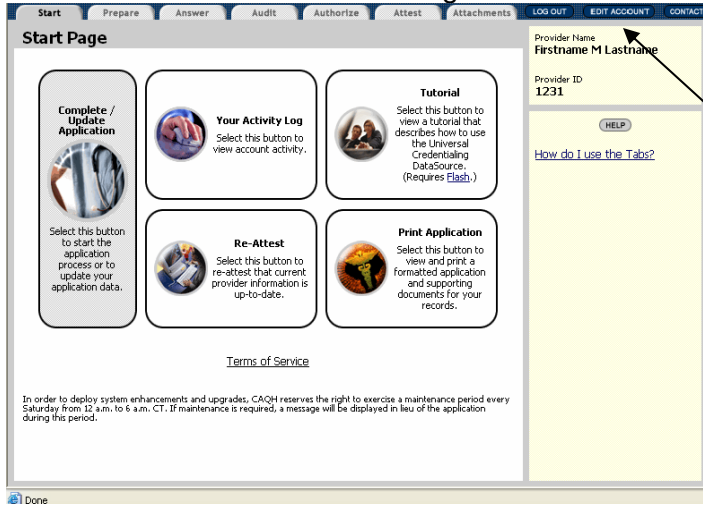 Start Prepare Answer Audit Authorize Attest Attachments LOG OUT EDIT ACCOUNT CONTACT
Start Page
Provider Name
Firstname M Lastname
Provider ID
1231
HELP
How do I use the Tabs?
Complete /
Update
Application
Select this button
to start the
application
process or to
update your
application data.
Your Activity Log
Select this button to
view account activity.
Tutorial
Select this button to
view a tutorial that
describes how to use
the Universal
Credentialing
DataSource.
(Requires Flash.)
Re-Attest
Select this button to
re-attest that current
provider information is
up-to-date.
Print Application
Select this button to
view and print a
formatted application
and supporting
documents for your
records.
Terms of Service
In order to deploy system enhancements and upgrades, CAQH reserves the right to exercise a maintenance period every
Saturday from 12 a.m. to 6 a.m. CT. If maintenance is required, a message will be displayed in lieu of the application
during this period.
Done